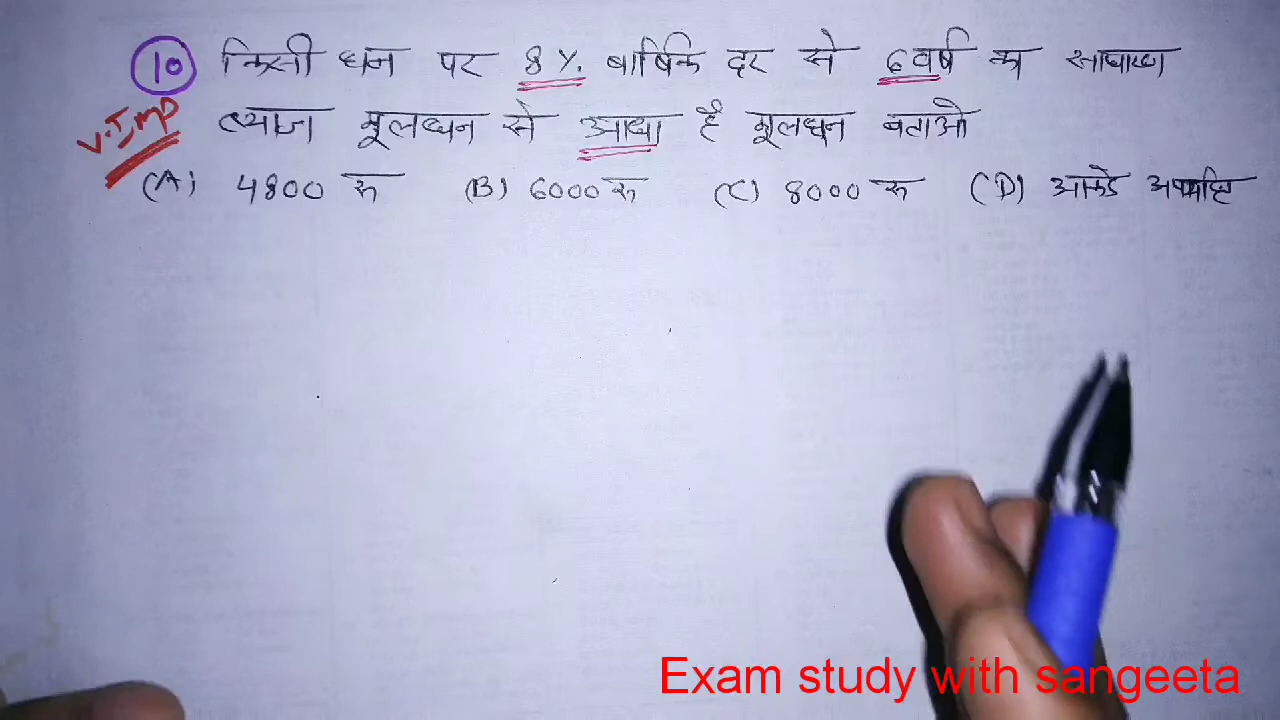 10 किसी धन पर 8% वार्षिक दर से 6 वर्ष का साधारण
V.Imp ब्याज मूलधन से आधा है मूलधन बताओ
(A) 4800 रू (B) 6000 रू (C) 8000 रू (D) आकडे अपर्याप्त
Exam study with sangeeta